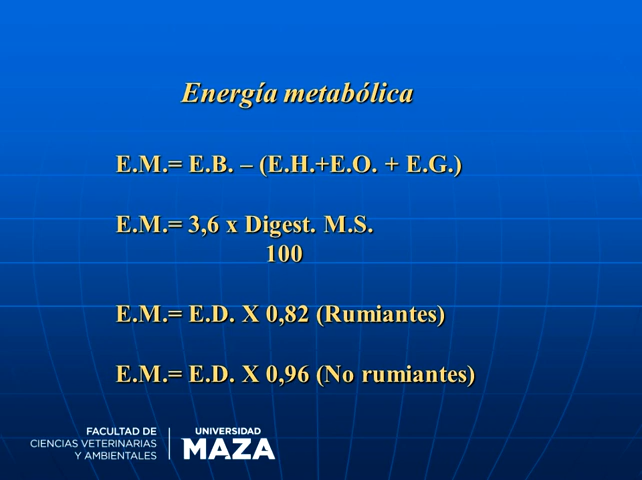 Energía metabólica
E.M.= E.B. – (E.H.+E.O. + E.G.)
E.M.= 3,6 x Digest. M.S.
100
E.M.= E.D. X 0,82 (Rumiantes)
E.M.= E.D. X 0,96 (No rumiantes)
FACULTAD DE
CIENCIAS VETERINARIAS
Y AMBIENTALES
UNIVERSIDAD
MAZA